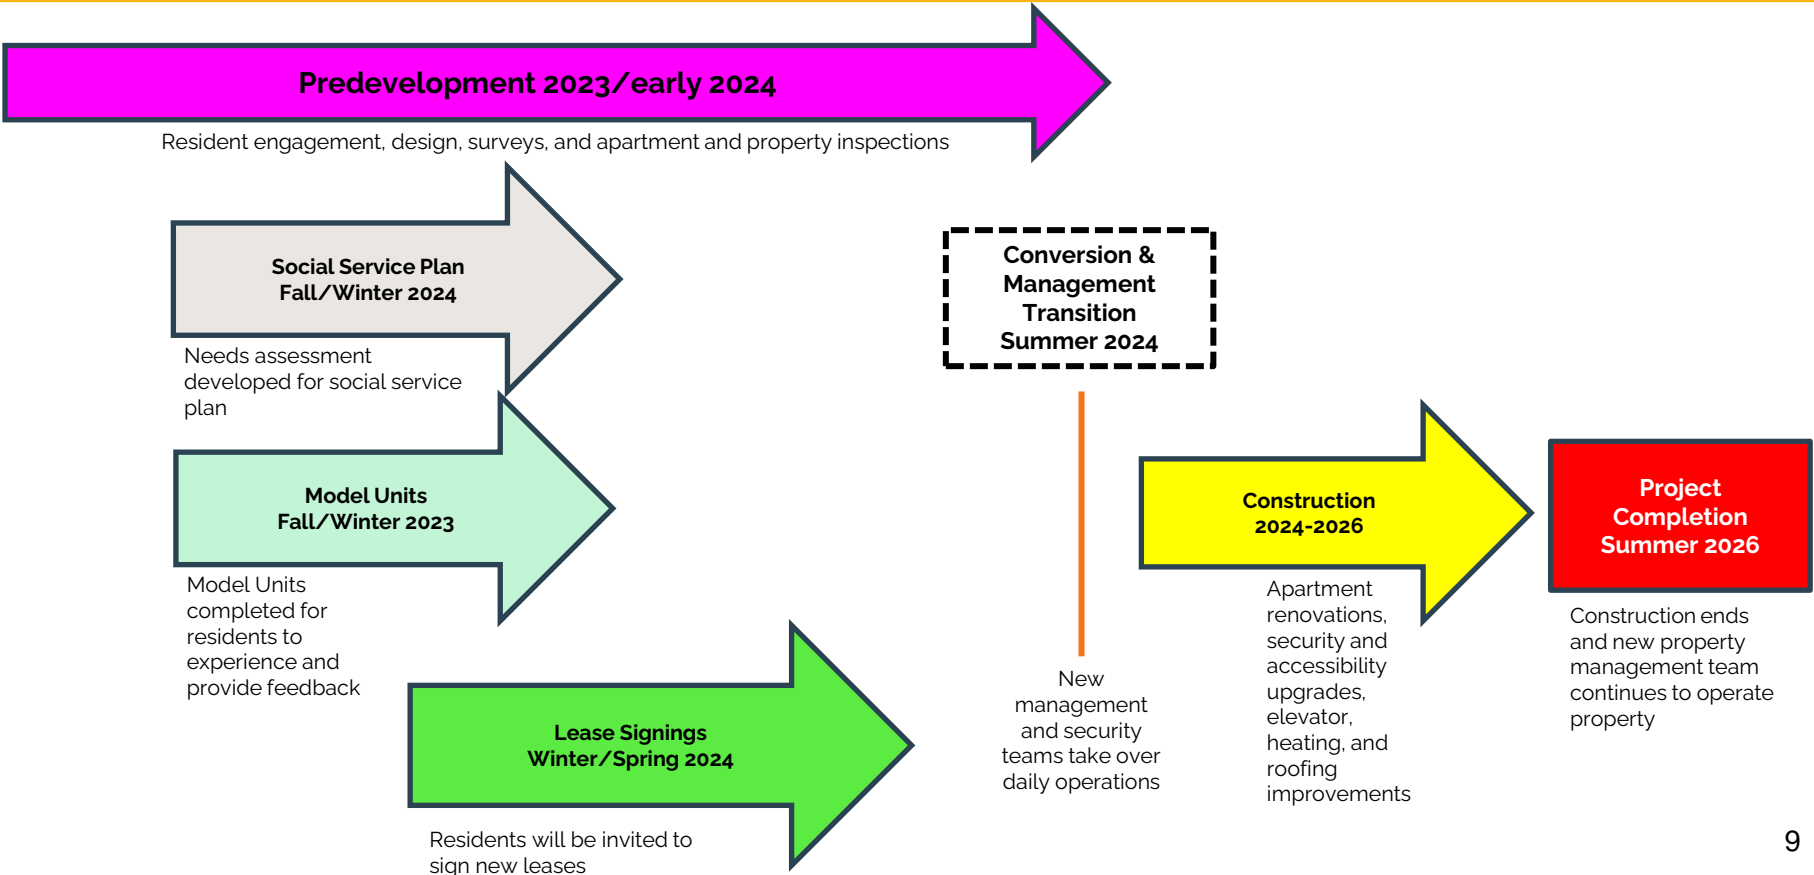 Predevelopment 2023/early 2024
Resident engagement, design, surveys, and apartment and property inspections
Social Service Plan
Fall/Winter 2024
Needs assessment
developed for social service
plan
Model Units
Fall/Winter 2023
Model Units
completed for
residents to
experience and
provide feedback
Lease Signings
Winter/Spring 2024
Residents will be invited to
sign new leases
Conversion &
Management
Transition
Summer 2024
New
management
and security
teams take over
daily operations
Construction
2024-2026
Apartment
renovations,
security and
accessibility
upgrades,
elevator,
heating, and
roofing
improvements
Project
Completion
Summer 2026
Construction ends
and new property
management team
continues to operate
property
9